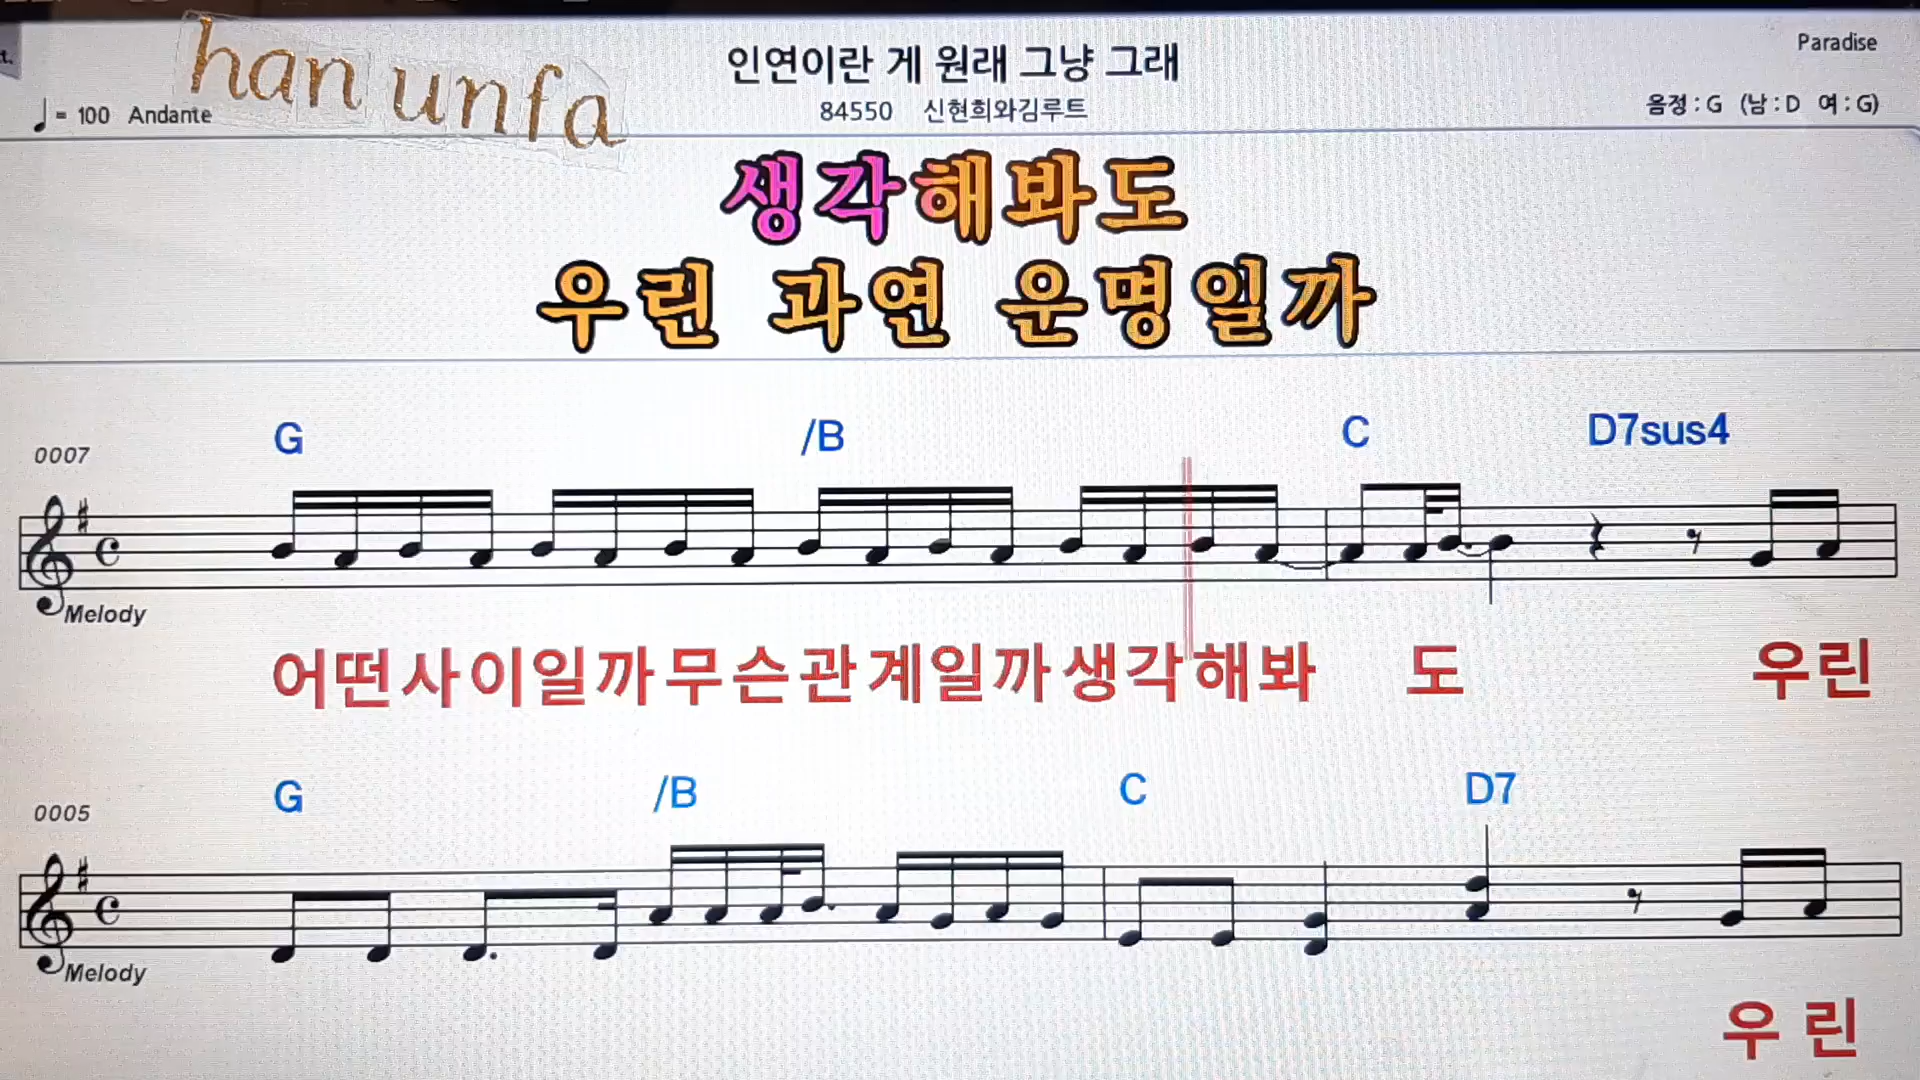 han unfa
인연이란 게 원래 그냥 그래
Paradise
♩ = 100 Andante
84550 신현희와김루트
음정 : G (남 : D 여 : G)
생각해봐도
우린 과연 운명일까
G /B C D7sus4
0007
Melody
어떤사이일까무슨관계일까생각해봐 도 우린
G /B C D7
0005
Melody
우린